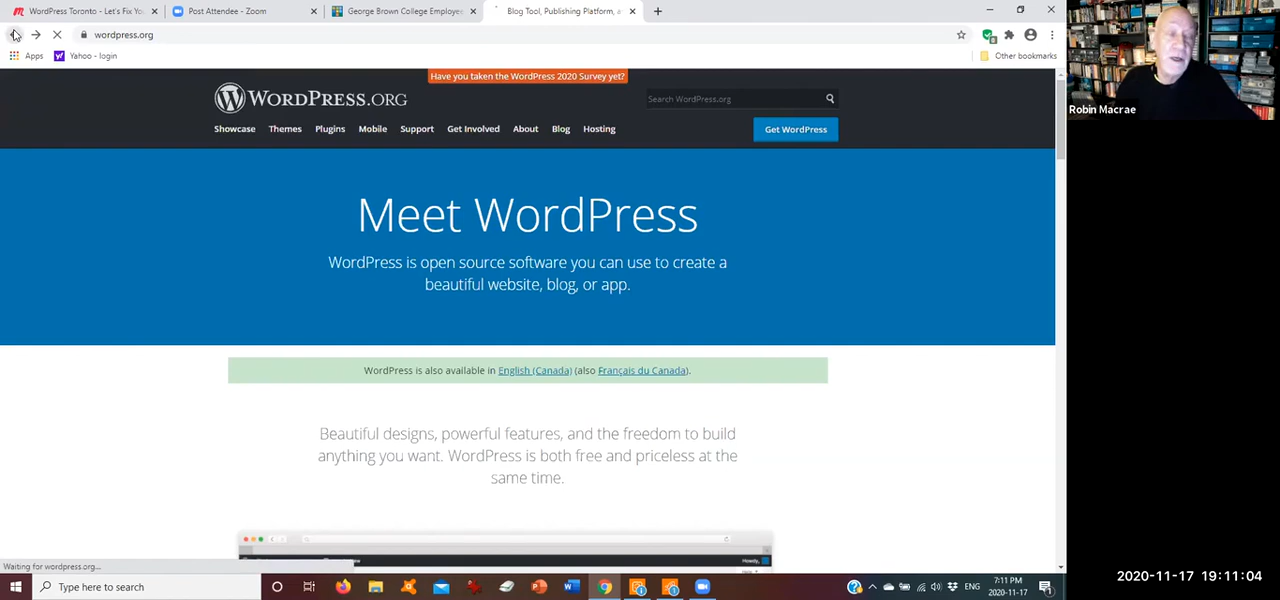 WordPress Toronto - Let's Fix Yo
Post Attendee - Zoom
George Brown College Employee
Blog Tool, Publishing Platform, a
wordpress.org
Apps
Yahoo - login
Other bookmarks
Robin Macrae
Have you taken the WordPress 2020 Survey yet?
WORDPRESS.ORG
Search WordPress.org
Showcase Themes Plugins Mobile Support Get Involved About Blog Hosting
Get WordPress
Meet WordPress
WordPress is open source software you can use to create a
beautiful website, blog, or app.
WordPress is also available in English (Canada) (also Français du Canada).
Beautiful designs, powerful features, and the freedom to build
anything you want. WordPress is both free and priceless at the
same time.
Howdy,
Waiting for wordpress.org...
Type here to search
ENG
7:11 PM
2020-11-17
2020-11-17 19:11:04